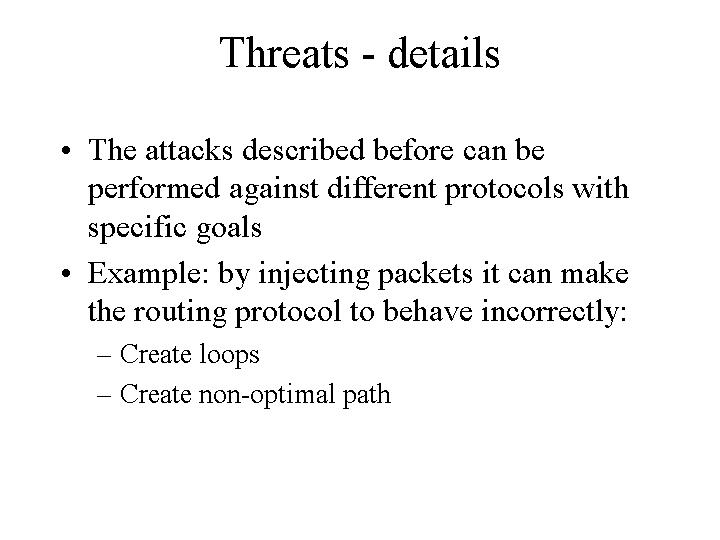 Threats - details
• The attacks described before can be
performed against different protocols with
specific goals
• Example: by injecting packets it can make
the routing protocol to behave incorrectly:
– Create loops
– Create non-optimal path